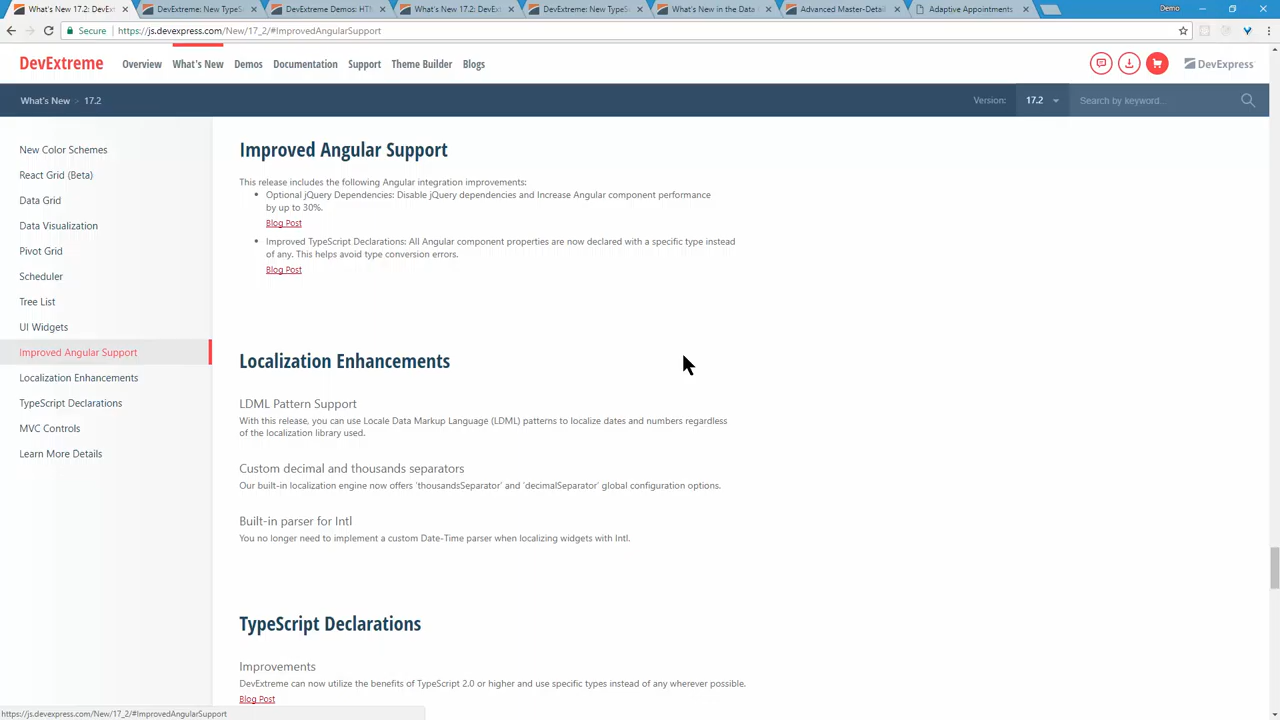 What's New 17.2: DevE
DevExtreme: New TypeS
DevExtreme Demos: HT
What's New 17.2: DevE
DevExtreme: New TypeSc
What's New in the Data
Advanced Master-Detail
Adaptive Appointments
Demo
Secure
https://js.devexpress.com/New/17_2/#ImprovedAngularSupport
DevExtreme
Overview
What's New
Demos
Documentation
Support
Theme Builder
Blogs
DevExpress
What's New > 17.2
Version:
17.2
Search by keyword...
New Color Schemes
React Grid (Beta)
Data Grid
Data Visualization
Pivot Grid
Scheduler
Tree List
UI Widgets
Improved Angular Support
Localization Enhancements
TypeScript Declarations
MVC Controls
Learn More Details
Improved Angular Support
This release includes the following Angular integration improvements:
• Optional jQuery Dependencies: Disable jQuery dependencies and Increase Angular component performance
by up to 30%.
Blog Post
• Improved TypeScript Declarations: All Angular component properties are now declared with a specific type instead
of any. This helps avoid type conversion errors.
Blog Post
Localization Enhancements
LDML Pattern Support
With this release, you can use Locale Data Markup Language (LDML) patterns to localize dates and numbers regardless
of the localization library used.
Custom decimal and thousands separators
Our built-in localization engine now offers 'thousandsSeparator' and 'decimalSeparator' global configuration options.
Built-in parser for Intl
You no longer need to implement a custom Date-Time parser when localizing widgets with Intl.
TypeScript Declarations
Improvements
DevExtreme can now utilize the benefits of TypeScript 2.0 or higher and use specific types instead of any wherever possible.
Blog Post
https://js.devexpress.com/New/17_2/#ImprovedAngularSupport